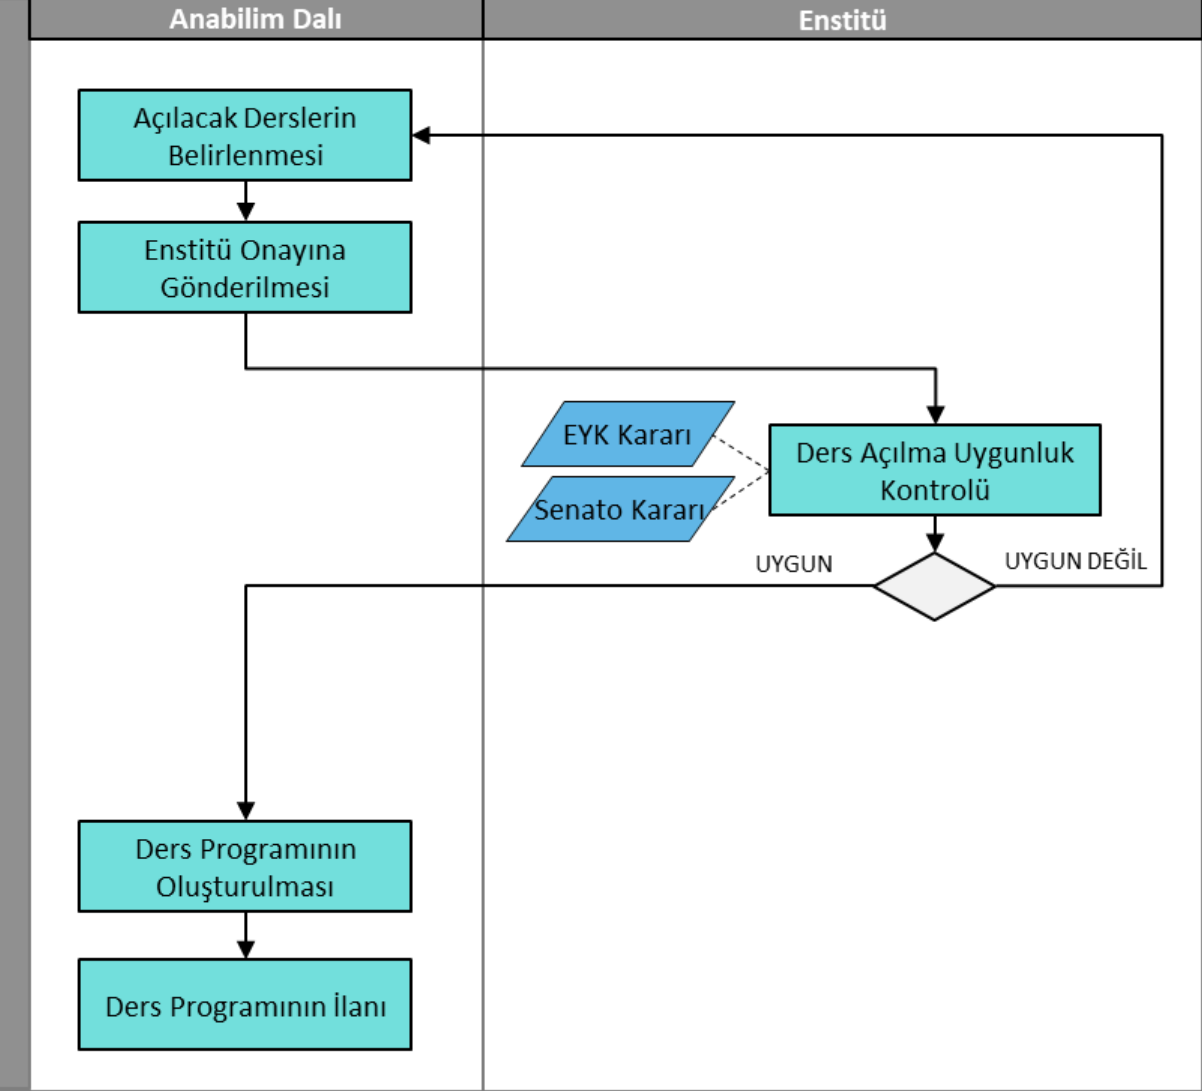 Anabilim Dalı
Enstitü
Açılacak Derslerin
Belirlenmesi
Enstitü Onayına
Gönderilmesi
EYK Kararı
Senato Kararı
Ders Açılma Uygunluk
Kontrolü
UYGUN
UYGUN DEĞİL
Ders Programının
Oluşturulması
Ders Programının İlanı